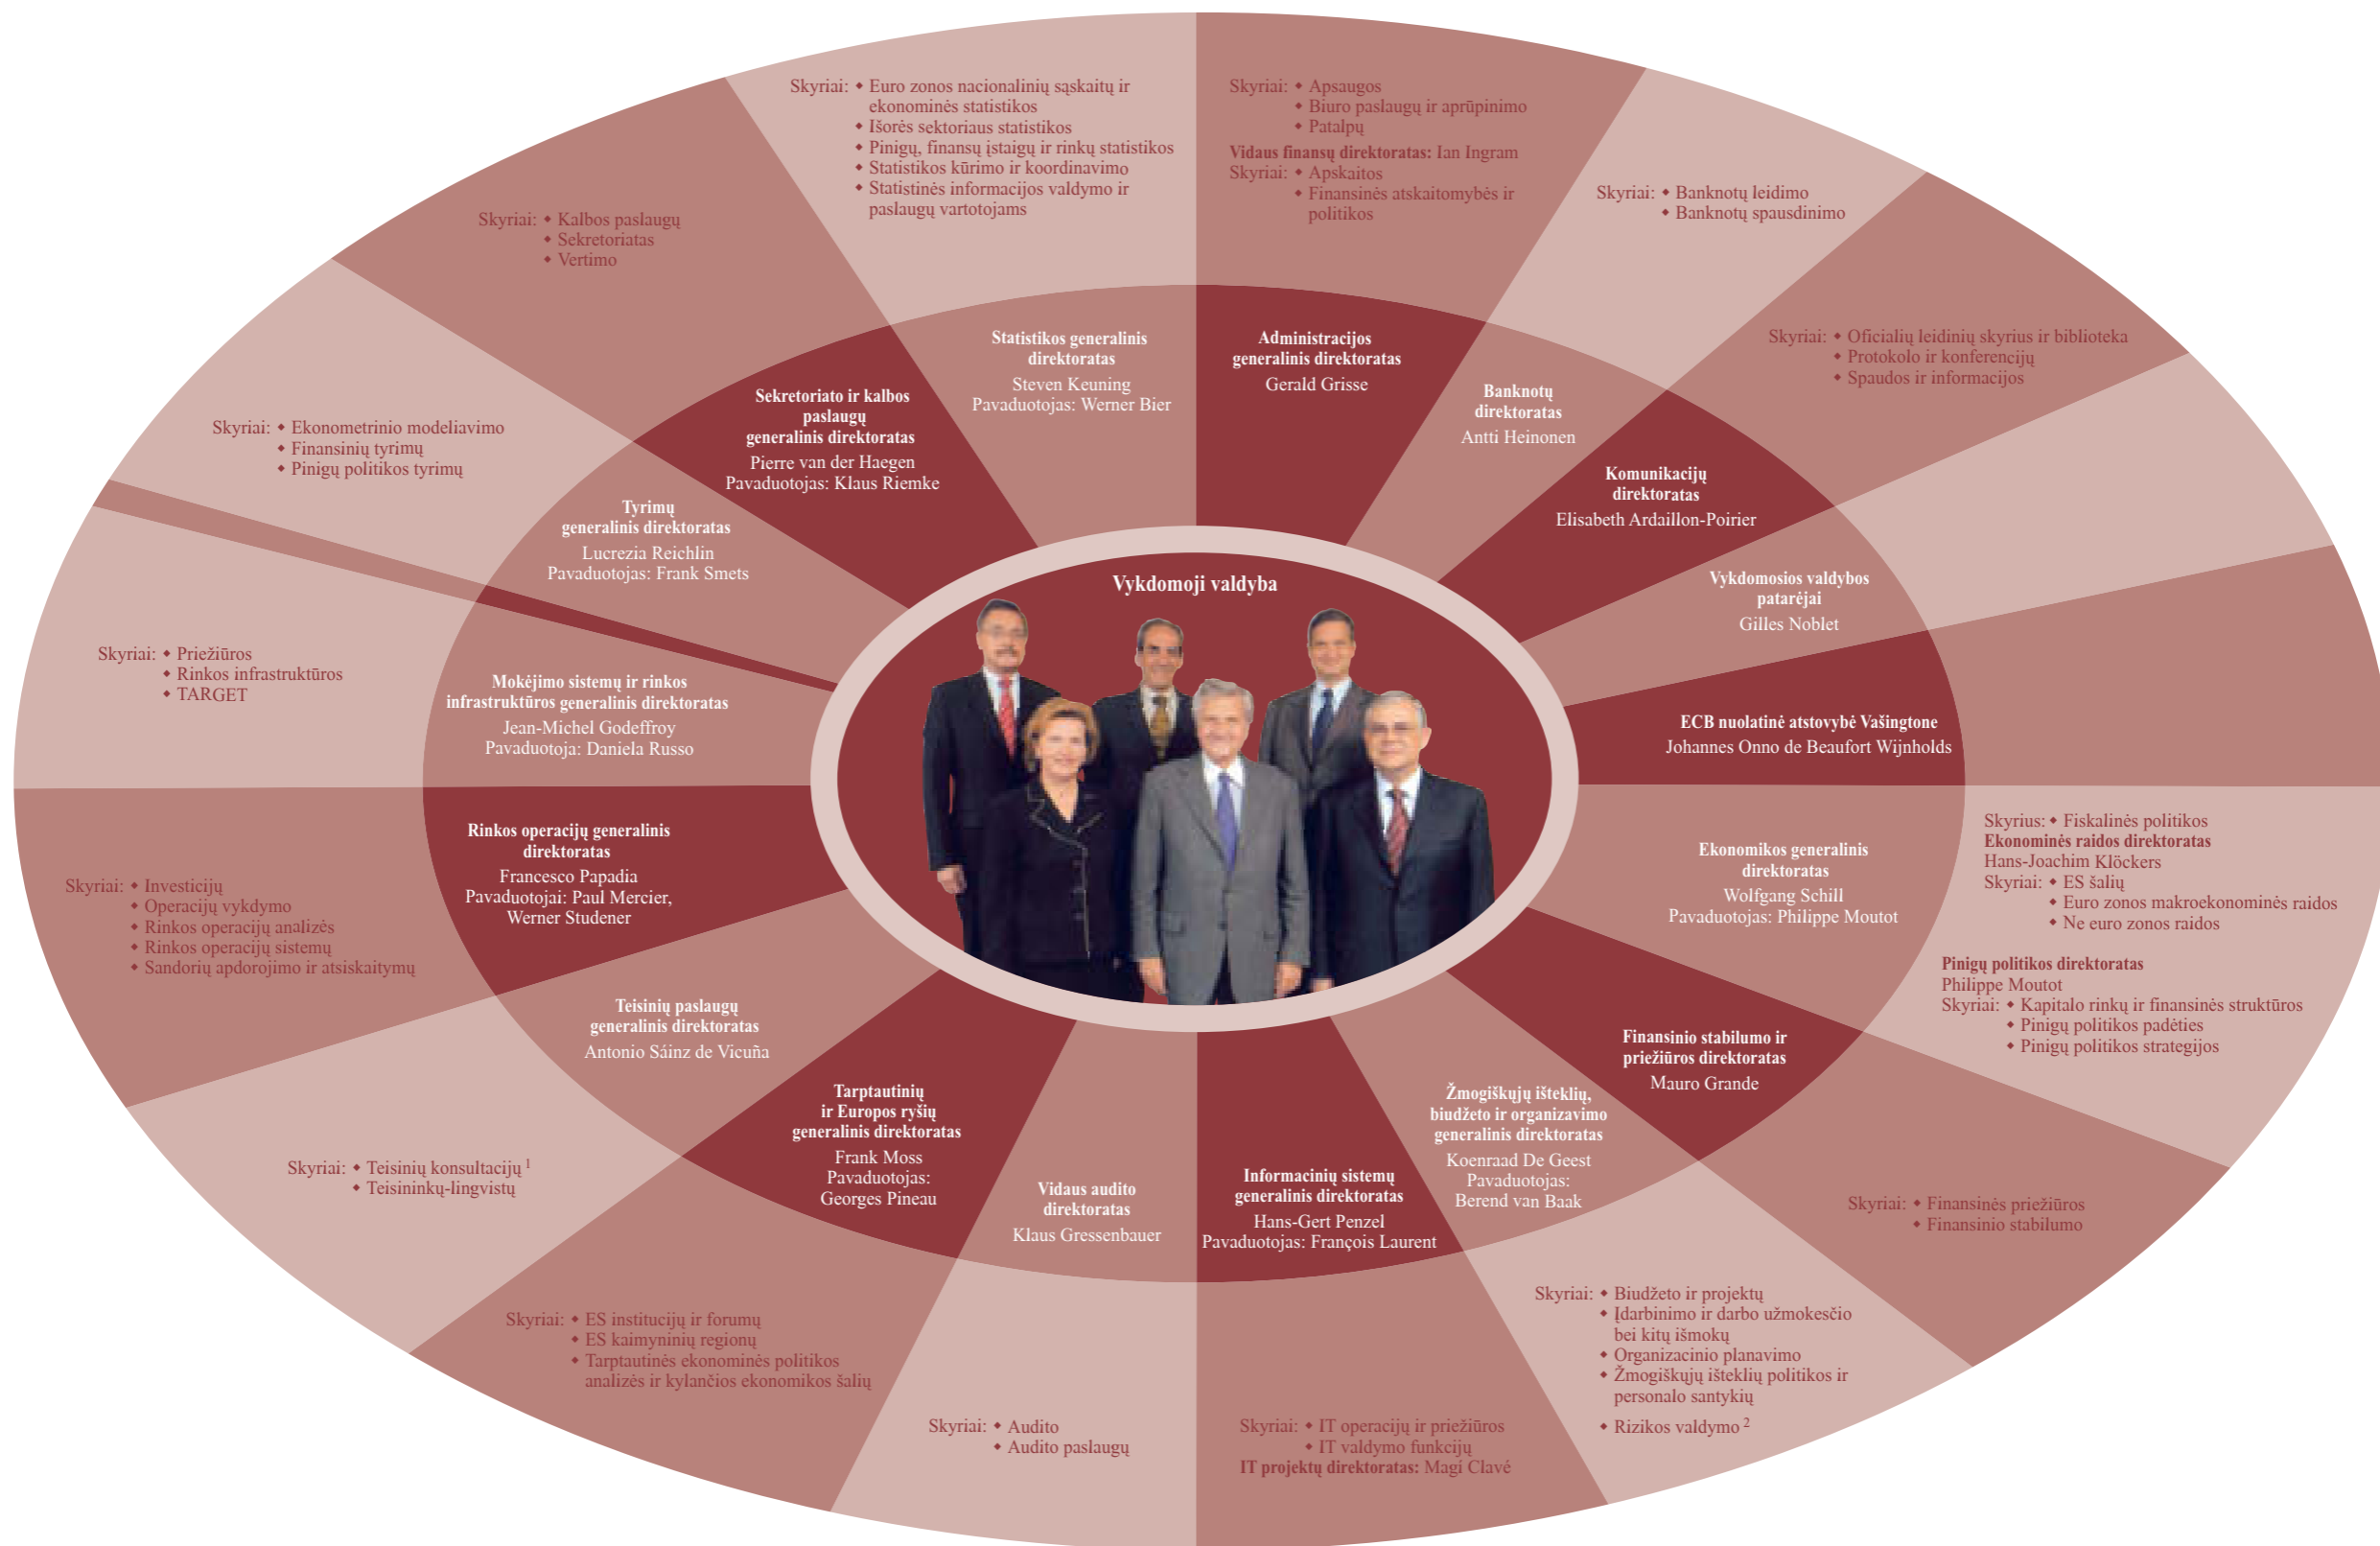 Vykdomoji valdyba
Administracijos
generalinis direktoratas
Gerald Grisse
Skyriai: ◆ Apsaugos
◆ Biuro paslaugų ir aprūpinimo
◆ Patalpų
Vidaus finansų direktoratas: Ian Ingram
Skyriai: ◆ Apskaitos
◆ Finansinės atskaitomybės ir
politikos
Banknotų
direktoratas
Antti Heinonen
Skyriai: ◆ Banknotų leidimo
◆ Banknotų spausdinimo
Komunikacijų
direktoratas
Elisabeth Ardaillon-Poirier
Skyriai: ◆ Oficialių leidinių skyrius ir biblioteka
◆ Protokolo ir konferencijų
◆ Spaudos ir informacijos
Vykdomosios valdybos
patarėjai
Gilles Noblet
ECB nuolatinė atstovybė Vašingtone
Johannes Onno de Beaufort Wijnholds
Ekonomikos generalinis
direktoratas
Wolfgang Schill
Pavaduotojas: Philippe Moutot
Skyrius: ◆ Fiskalinės politikos
Ekonominės raidos direktoratas
Hans-Joachim Klöckers
Skyriai: ◆ ES šalių
◆ Euro zonos makroekonominės raidos
◆ Ne euro zonos raidos
Pinigų politikos direktoratas
Philippe Moutot
Skyriai: ◆ Kapitalo rinkų ir finansinės struktūros
◆ Pinigų politikos padėties
◆ Pinigų politikos strategijos
Finansinio stabilumo ir
priežiūros direktoratas
Mauro Grande
Skyriai: ◆ Finansinės priežiūros
◆ Finansinio stabilumo
Žmogiškųjų išteklių,
biudžeto ir organizavimo
generalinis direktoratas
Koenraad De Geest
Pavaduotojas:
Berend van Baak
Skyriai: ◆ Biudžeto ir projektų
◆ Įdarbinimo ir darbo užmokesčio
bei kitų išmokų
◆ Organizacinio planavimo
◆ Žmogiškųjų išteklių politikos ir
personalo santykių
◆ Rizikos valdymo 2
Informacinių sistemų
generalinis direktoratas
Hans-Gert Penzel
Pavaduotojas: François Laurent
Skyriai: ◆ IT operacijų ir priežiūros
◆ IT valdymo funkcijų
IT projektų direktoratas: Magí Clavé
Vidaus audito
direktoratas
Klaus Gressenbauer
Skyriai: ◆ Audito
◆ Audito paslaugų
Tarptautinių
ir Europos ryšių
generalinis direktoratas
Frank Moss
Pavaduotojas:
Georges Pineau
Skyriai: ◆ ES institucijų ir forumų
◆ ES kaimyninių regionų
◆ Tarptautinės ekonominės politikos
analizės ir kylančios ekonomikos šalių
Teisinių paslaugų
generalinis direktoratas
Antonio Sáinz de Vicuña
Skyriai: ◆ Teisinių konsultacijų 1
◆ Teisininkų-lingvistų
Rinkos operacijų generalinis
direktoratas
Francesco Papadia
Pavaduotojai: Paul Mercier,
Werner Studener
Skyriai: ◆ Investicijų
◆ Operacijų vykdymo
◆ Rinkos operacijų analizės
◆ Rinkos operacijų sistemų
◆ Sandorių apdorojimo ir atsiskaitymų
Mokėjimo sistemų ir rinkos
infrastruktūros generalinis direktoratas
Jean-Michel Godeffroy
Pavaduotoja: Daniela Russo
Skyriai: ◆ Priežiūros
◆ Rinkos infrastruktūros
◆ TARGET
Tyrimų
generalinis direktoratas
Lucrezia Reichlin
Pavaduotojas: Frank Smets
Skyriai: ◆ Ekonometrinio modeliavimo
◆ Finansinių tyrimų
◆ Pinigų politikos tyrimų
Sekretoriato ir kalbos
paslaugų
generalinis direktoratas
Pierre van der Haegen
Pavaduotojas: Klaus Riemke
Skyriai: ◆ Kalbos paslaugų
◆ Sekretoriatas
◆ Vertimo
Statistikos generalinis
direktoratas
Steven Keuning
Pavaduotojas: Werner Bier
Skyriai: ◆ Euro zonos nacionalinių sąskaitų ir
ekonominės statistikos
◆ Išorės sektoriaus statistikos
◆ Pinigų, finansų įstaigų ir rinkų statistikos
◆ Statistikos kūrimo ir koordinavimo
◆ Statistinės informacijos valdymo ir
paslaugų vartotojams